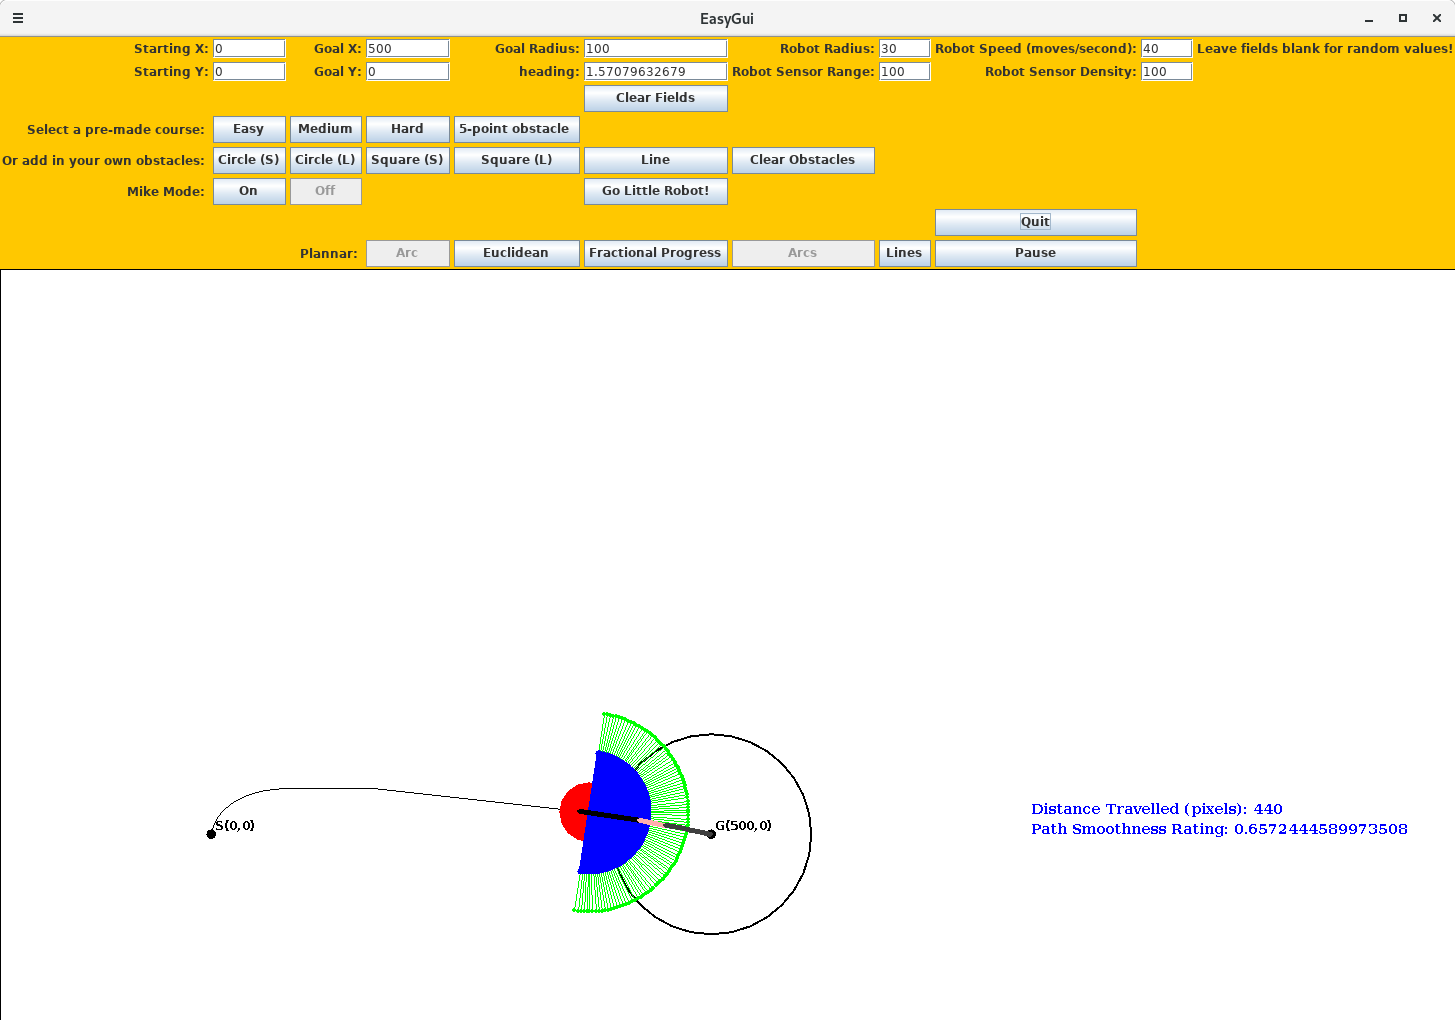 EasyGui
Starting X: 0 Goal X: 500 Goal Radius: 100 Robot Radius: 30 Robot Speed (moves/second): 40 Leave fields blank for random values!
Starting Y: 0 Goal Y: 0 heading: 1.57079632679 Robot Sensor Range: 100 Robot Sensor Density: 100
Clear Fields
Select a pre-made course: Easy Medium Hard 5-point obstacle
Or add in your own obstacles: Circle (S) Circle (L) Square (S) Square (L) Line Clear Obstacles
Mike Mode: On Off Go Little Robot!
Quit
Plannar: Arc Euclidean Fractional Progress Arcs Lines Pause
S(0,0)
G(500,0)
Distance Travelled (pixels): 440
Path Smoothness Rating: 0.6572444589973508